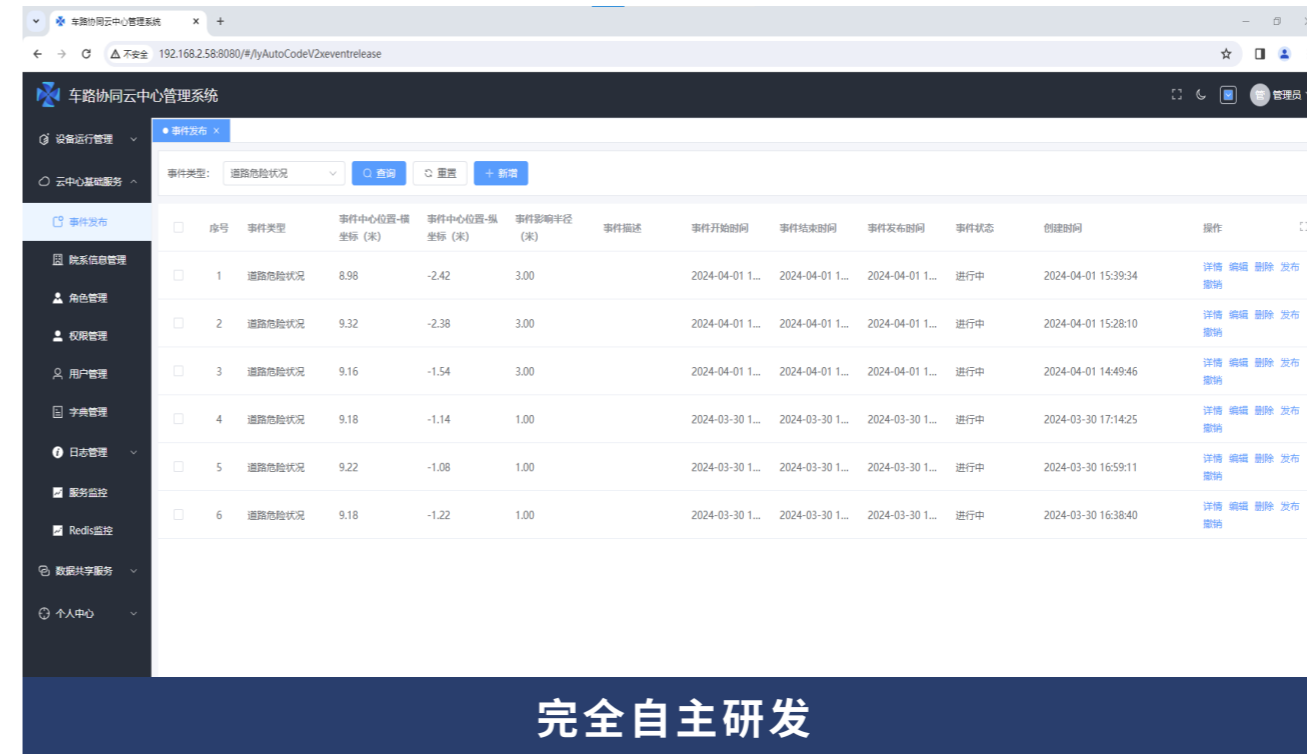 车路协同云中心管理系统
不安全 192.168.2.58:8080/#/lyAutoCodeV2xeventrelease
车路协同云中心管理系统 管 管理员
设备运行管理
云中心基础服务
事件发布
院系信息管理
角色管理
权限管理
用户管理
字典管理
日志管理
服务监控
Redis监控
数据共享服务
个人中心
事件发布
事件类型: 道路危险状况 查询 重置 新增
序号 事件类型 事件中心位置-横坐标(米) 事件中心位置-纵坐标(米) 事件影响半径(米) 事件描述 事件开始时间 事件结束时间 事件发布时间 事件状态 创建时间 操作
1 道路危险状况 8.98 -2.42 3.00 2024-04-01 1... 2024-04-01 1... 2024-04-01 1... 进行中 2024-04-01 15:39:34 详情 编辑 删除 发布
撤销
2 道路危险状况 9.32 -2.38 3.00 2024-04-01 1... 2024-04-01 1... 2024-04-01 1... 进行中 2024-04-01 15:28:10 详情 编辑 删除 发布
撤销
3 道路危险状况 9.16 -1.54 3.00 2024-04-01 1... 2024-04-01 1... 2024-04-01 1... 进行中 2024-04-01 14:49:46 详情 编辑 删除 发布
撤销
4 道路危险状况 9.18 -1.14 1.00 2024-03-30 1... 2024-03-30 1... 2024-03-30 1... 进行中 2024-03-30 17:14:25 详情 编辑 删除 发布
撤销
5 道路危险状况 9.22 -1.08 1.00 2024-03-30 1... 2024-03-30 1... 2024-03-30 1... 进行中 2024-03-30 16:59:11 详情 编辑 删除 发布
撤销
6 道路危险状况 9.18 -1.22 1.00 2024-03-30 1... 2024-03-30 1... 2024-03-30 1... 进行中 2024-03-30 16:38:40 详情 编辑 删除 发布
撤销
完全自主研发